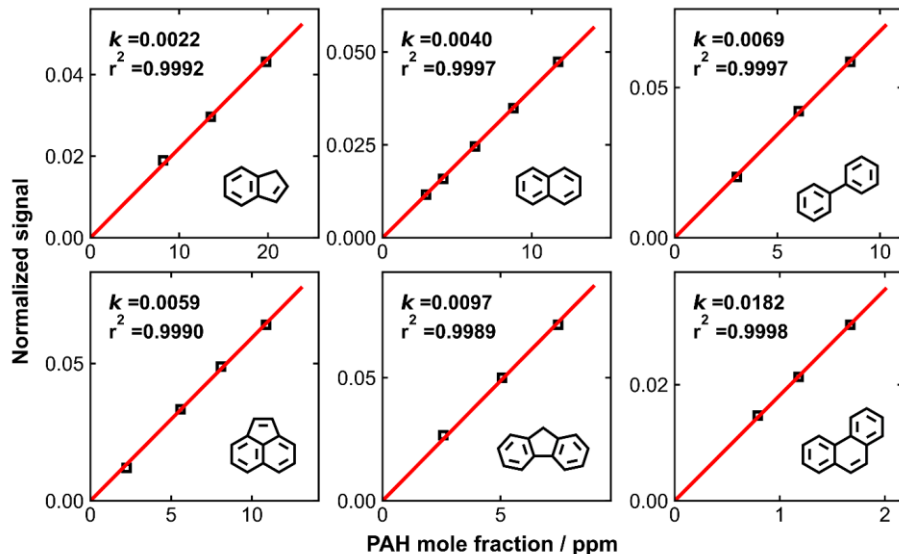 Normalized signal
k=0.0022
r²=0.9992
0.04
0.02
0.00
0
10
20
k=0.0040
r²=0.9997
0.050
0.025
0.000
0
10
k=0.0069
r²=0.9997
0.05
0.00
0
5
10
k=0.0059
r²=0.9990
0.05
0.00
0
5
10
k=0.0097
r²=0.9989
0.05
0.00
0
5
k=0.0182
r²=0.9998
0.02
0.00
0
1
2
PAH mole fraction / ppm